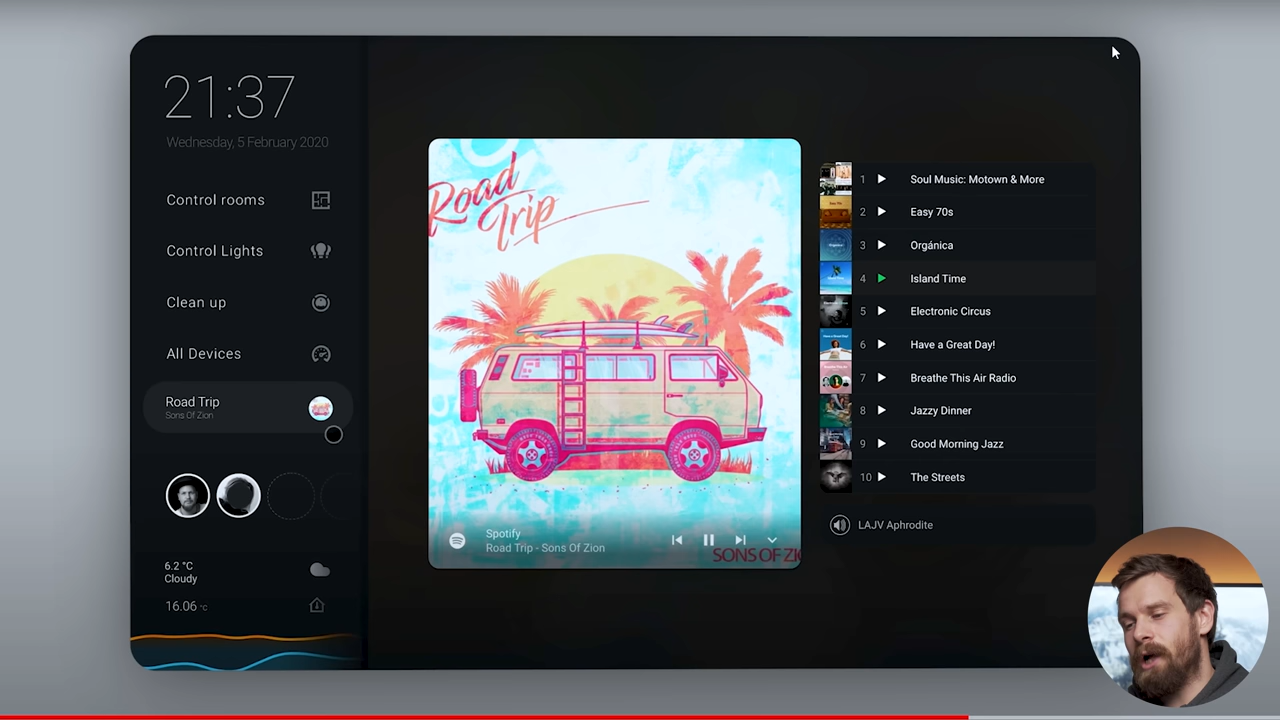 21:37
Wednesday, 5 February 2020
Control rooms
Control Lights
Clean up
All Devices
Road Trip
Sons Of Zion
6.2 °C
Cloudy
16.06 °C
Road
Trip
Spotify
Road Trip - Sons Of Zion
SONS OF ZIO
1 Soul Music: Motown & More
2 Easy 70s
3 Orgánica
4 Island Time
5 Electronic Circus
6 Have a Great Day!
7 Breathe This Air Radio
8 Jazzy Dinner
9 Good Morning Jazz
10 The Streets
LAJV Aphrodite